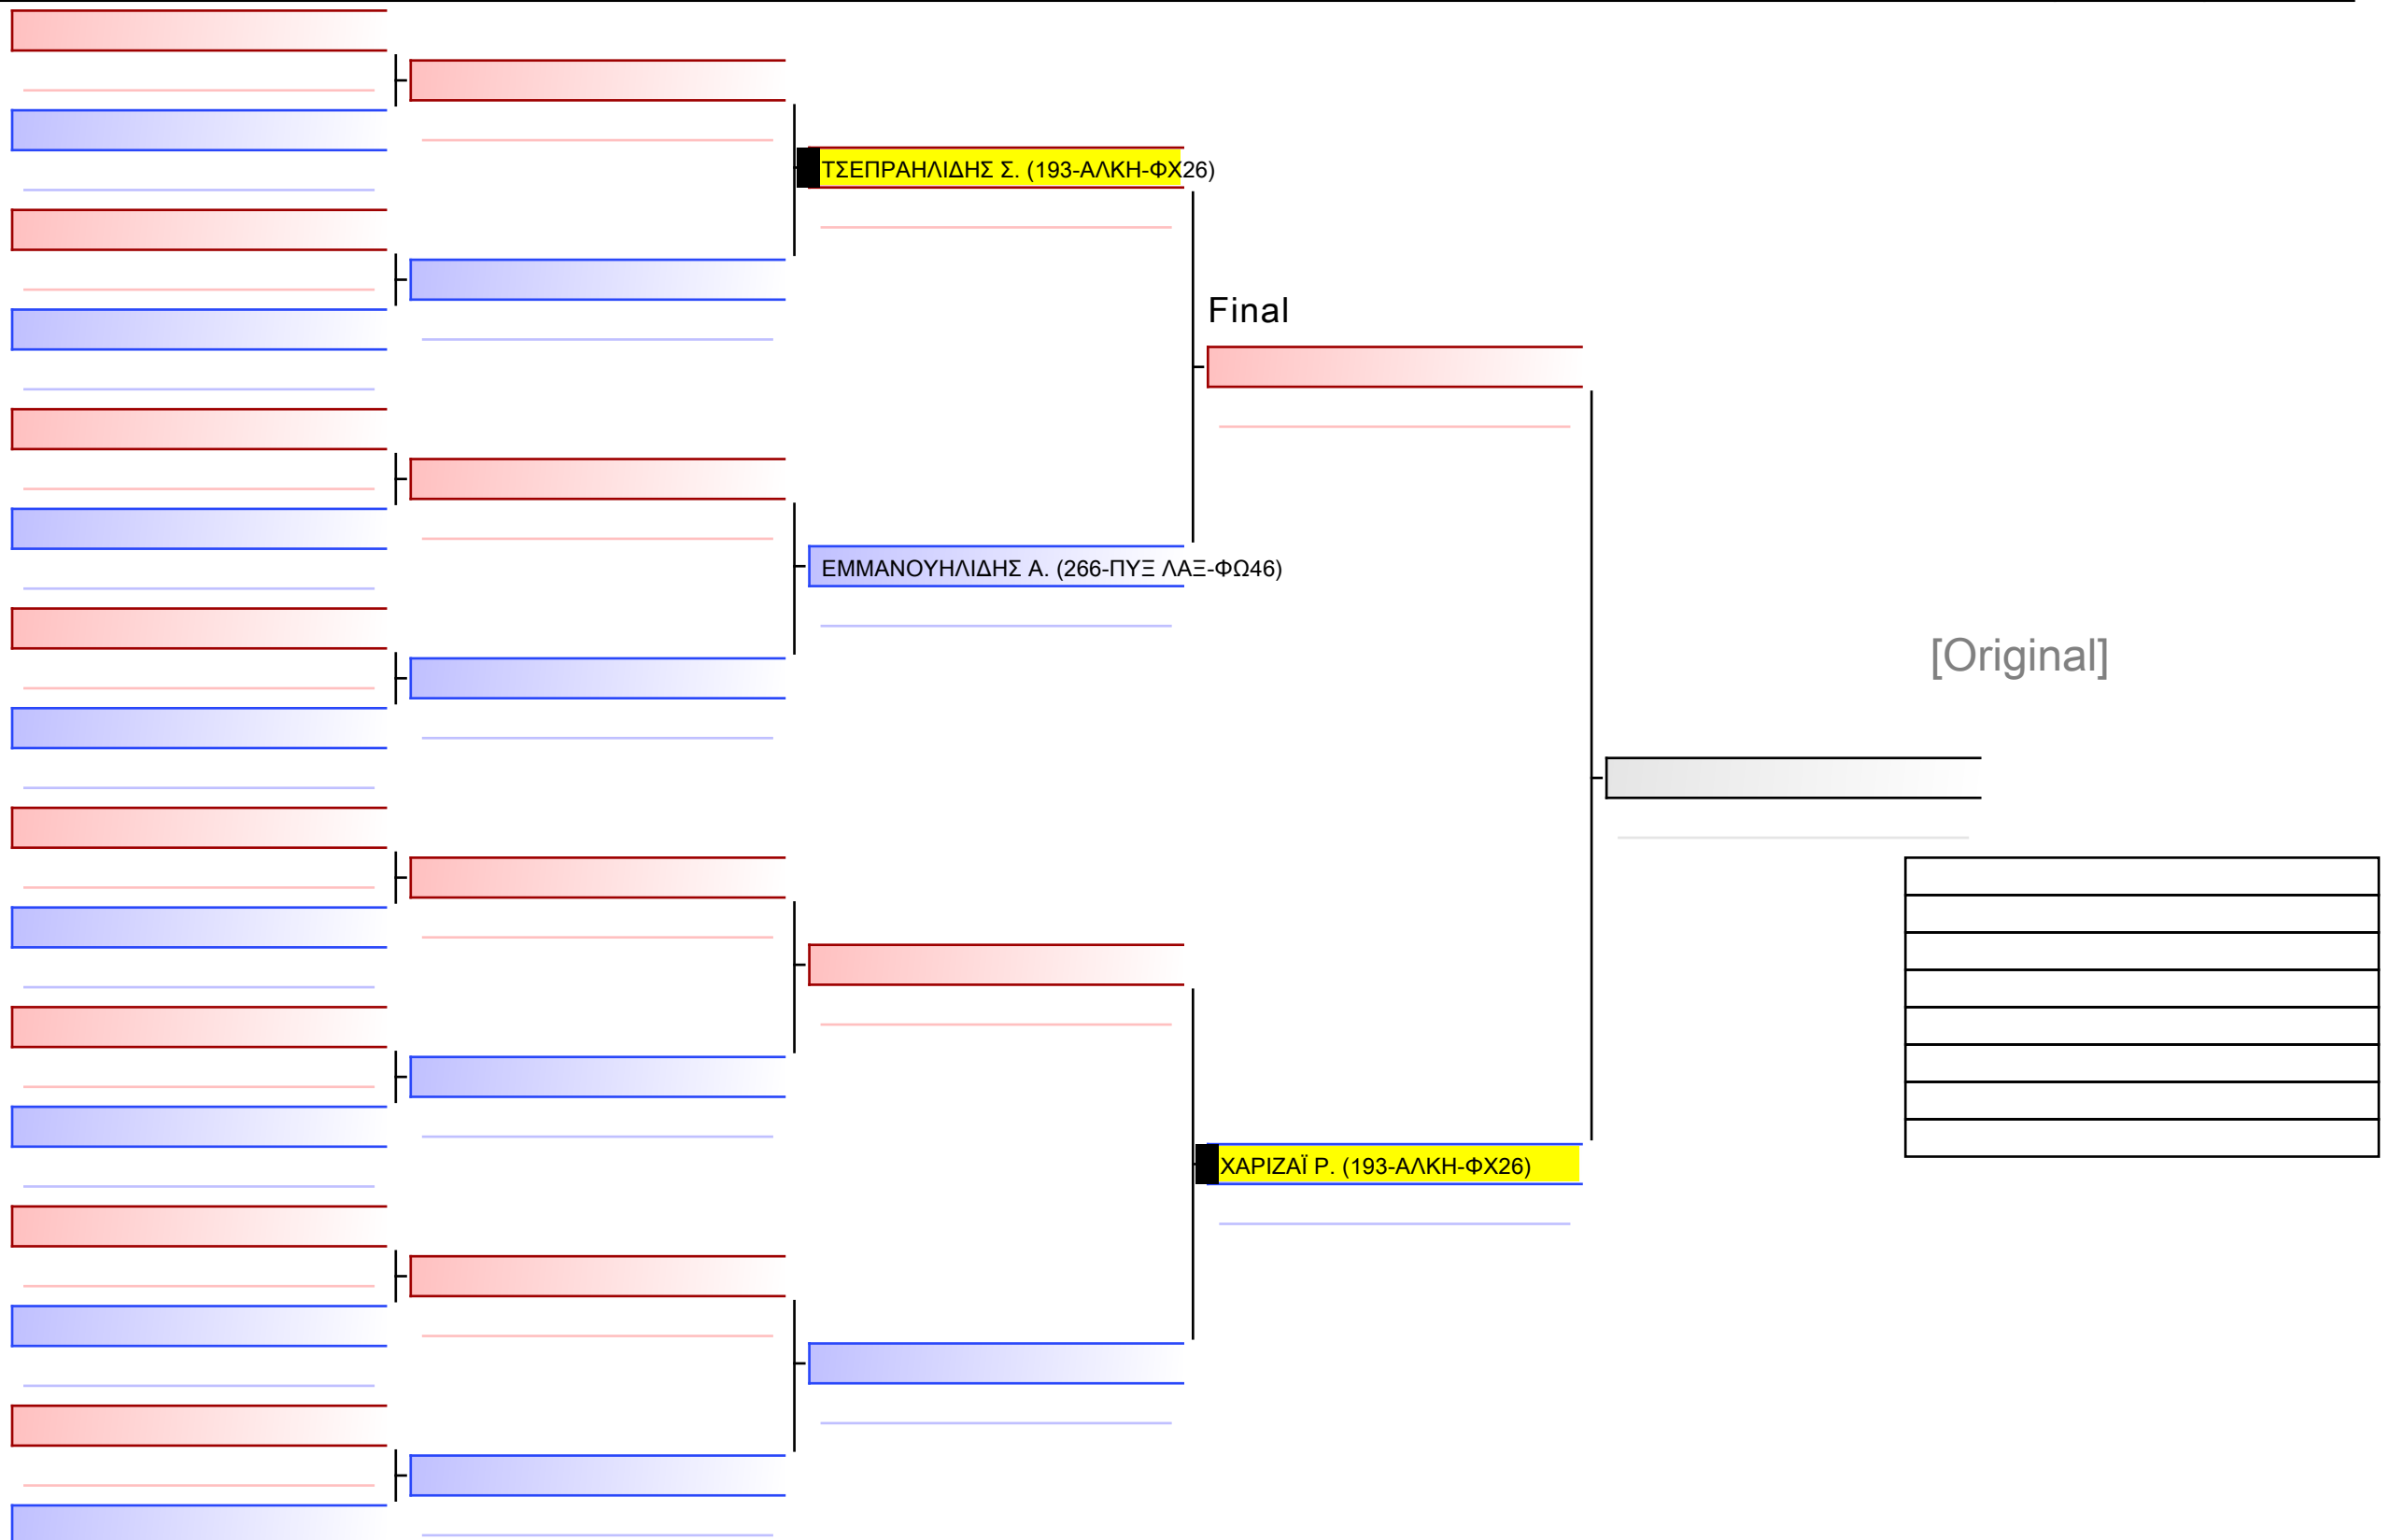 ΤΣΕΠΡΑΗΛΙΔΗΣ Σ. (193-ΑΛΚΗ-ΦΧ26)
Final
ΕΜΜΑΝΟΥΗΛΙΔΗΣ Α. (266-ΠΥΞ ΛΑΞ-ΦΩ46)
[Original]
ΧΑΡΙΖΑΪ Ρ. (193-ΑΛΚΗ-ΦΧ26)